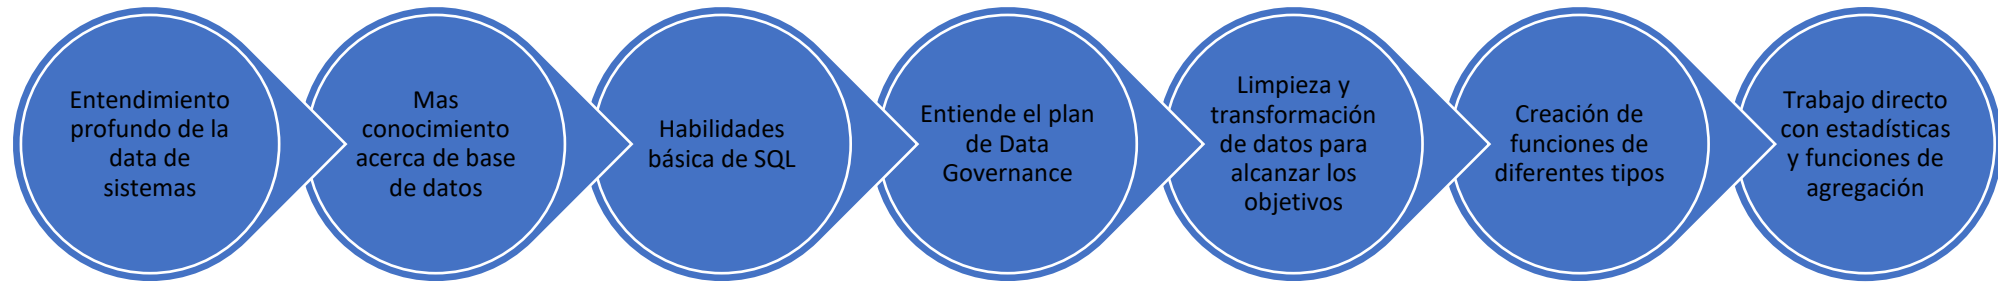 Entendimiento
profundo de la
data de
sistemas
Mas
conocimiento
acerca de base
de datos
Habilidades
básica de SQL
Entiende el plan
de Data
Governance
Limpieza y
transformación
de datos para
alcanzar los
objetivos
Creación de
funciones de
diferentes tipos
Trabajo directo
con estadísticas
y funciones de
agregación